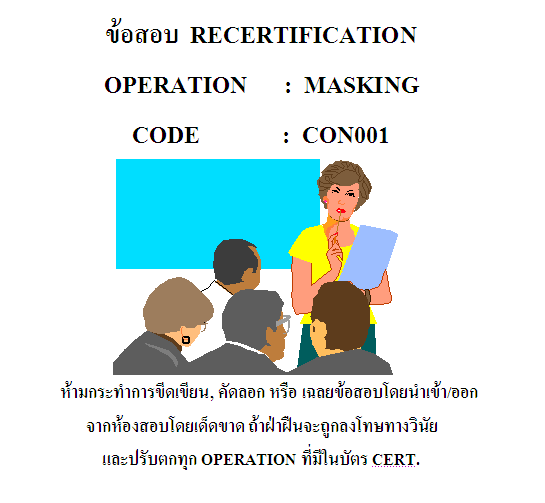 ข้อสอบ RECERTIFICATION
OPERATION : MASKING
CODE : CON001
ห้ามกระทำการขีดเขียน, คัดลอก หรือ เฉลยข้อสอบโดยนำเข้า/ออก
จากห้องสอบโดยเด็ดขาด ถ้าฝ่าฝืนจะถูกลงโทษทางวินัย
และปรับตกทุก OPERATION ที่มีในบัตร CERT.